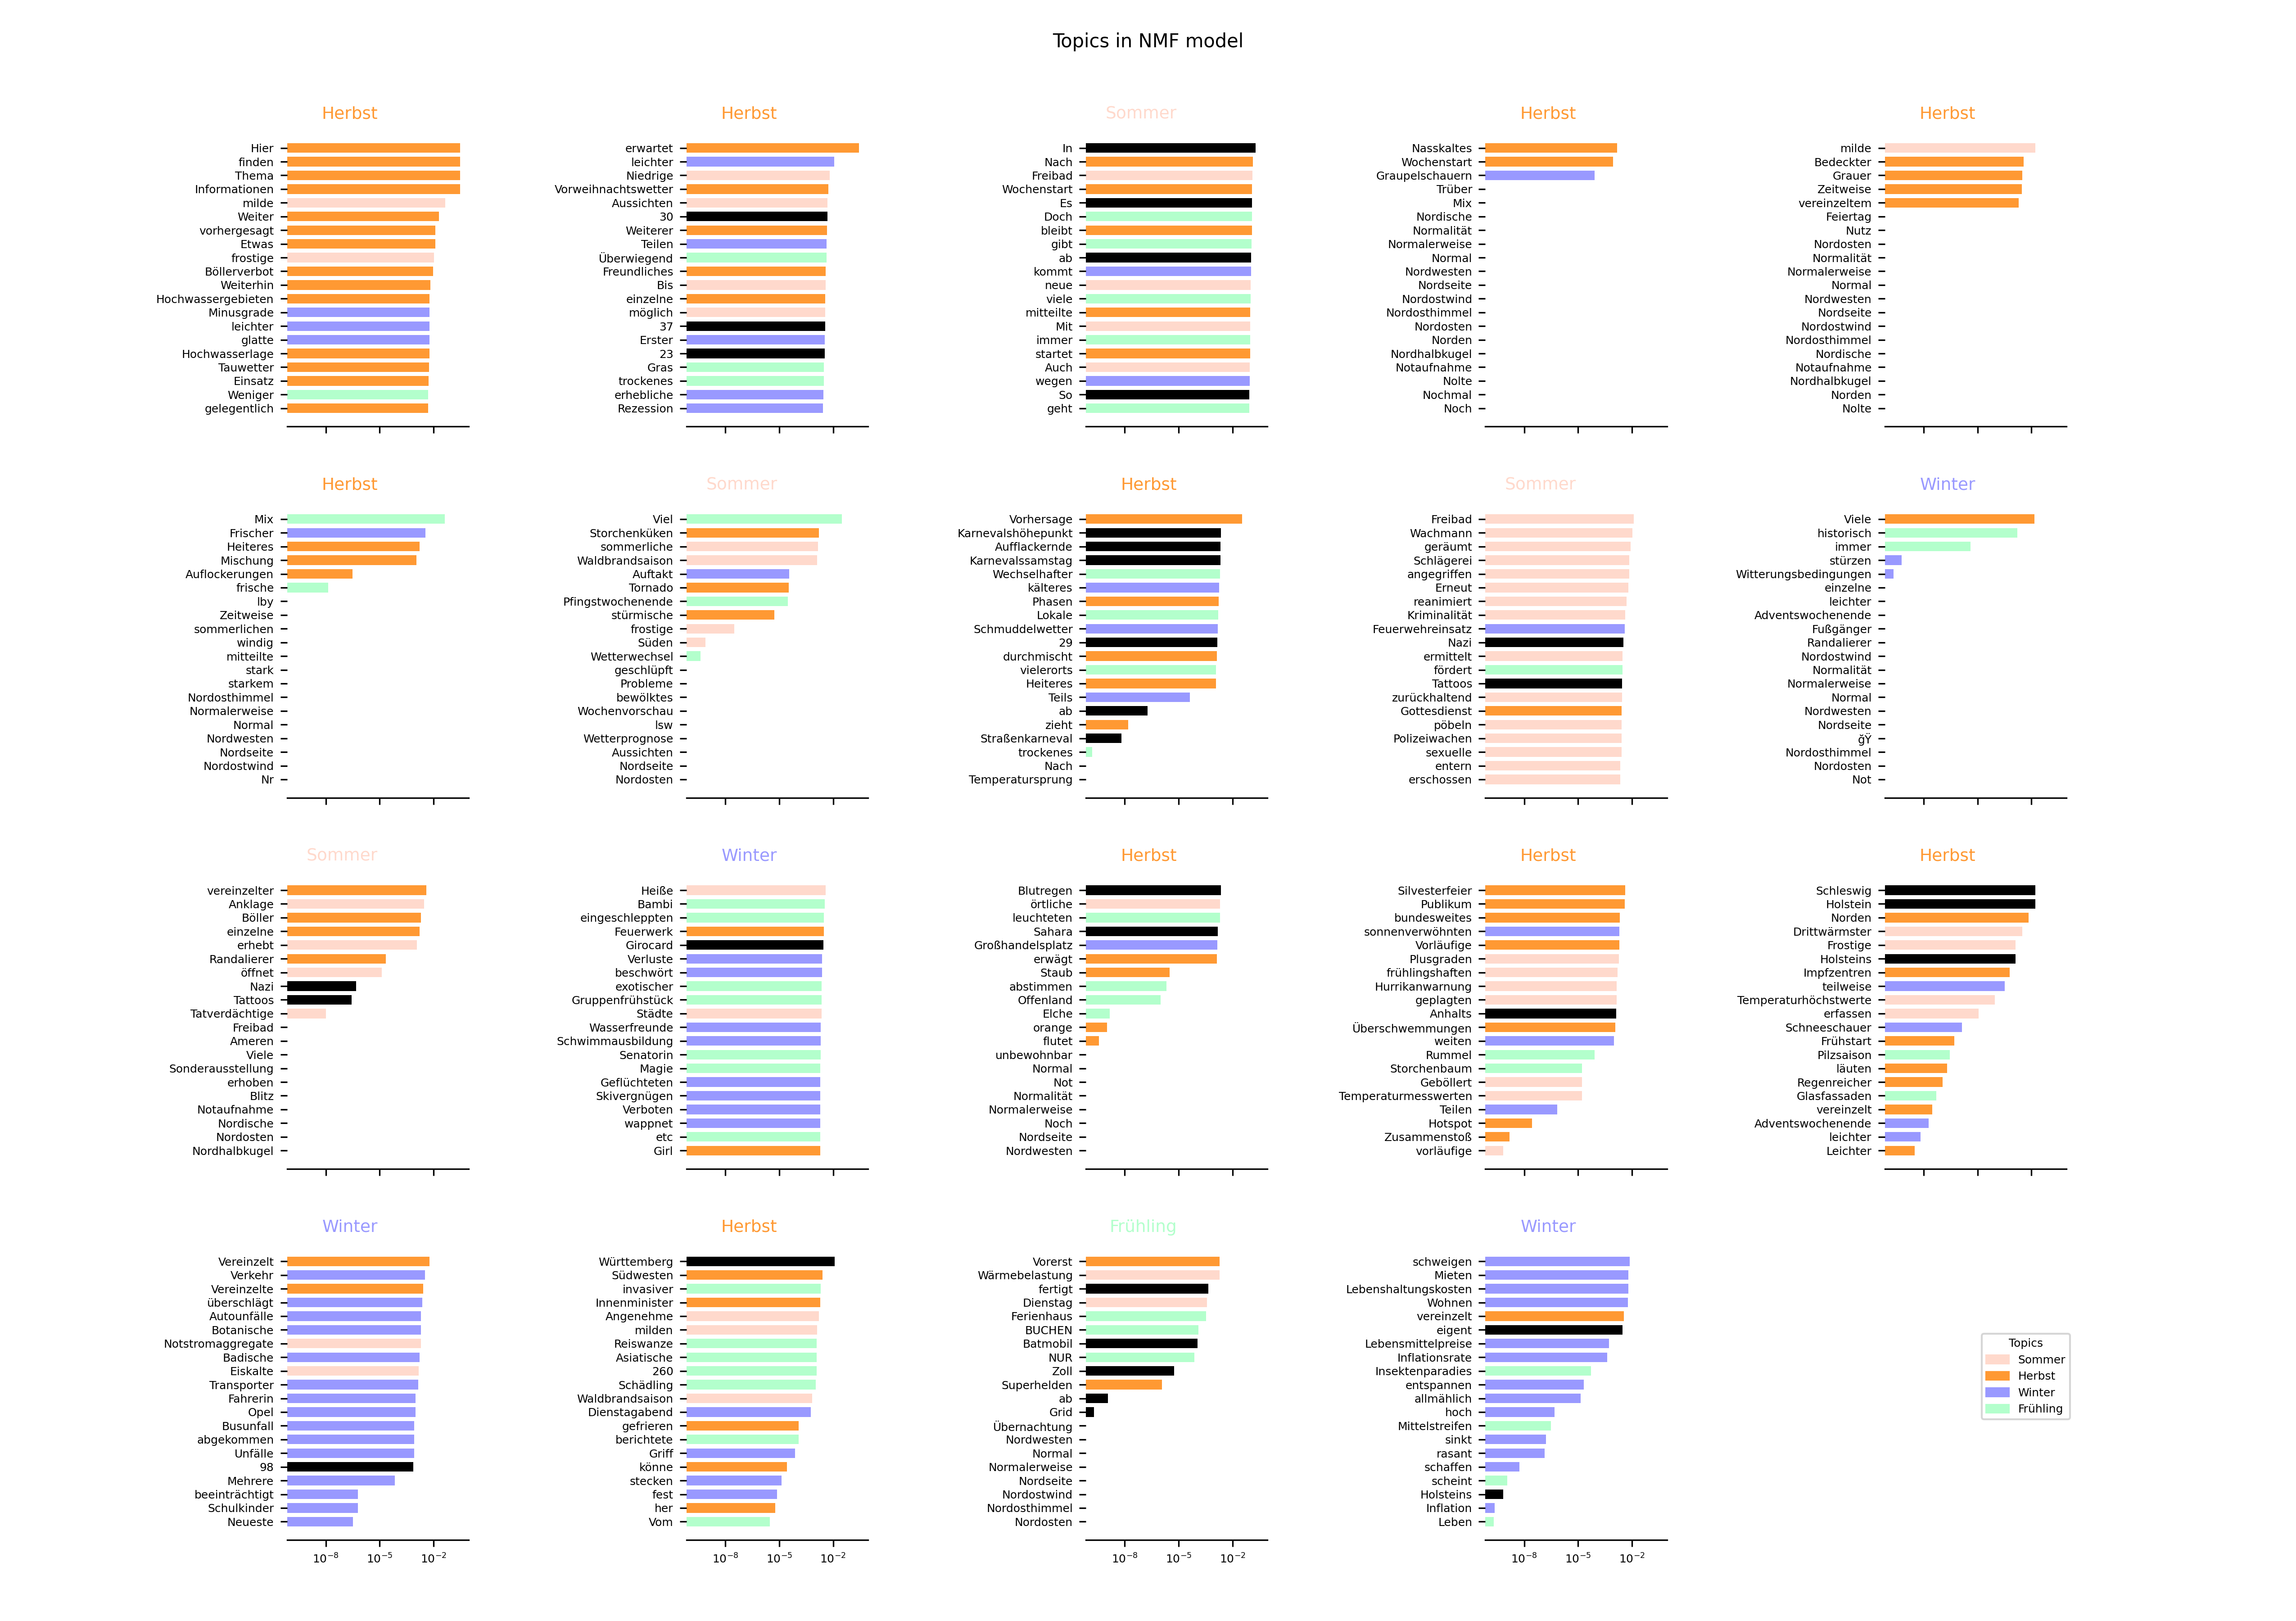 Topics in NMF model
Herbst
Hier
finden
Thema
Informationen
milde
Weiter
vorhergesagt
Etwas
frostige
Böllerverbot
Weiterhin
Hochwassergebieten
Minusgrade
leichter
glatte
Hochwasserlage
Tauwetter
Einsatz
Weniger
gelegentlich
Herbst
erwartet
leichter
Niedrige
Vorweihnachtswetter
Aussichten
30
Weiterer
Teilen
Überwiegend
Freundliches
Bis
einzelne
möglich
37
Erster
23
Gras
trockenes
erhebliche
Rezession
Sommer
In
Nach
Freibad
Wochenstart
Es
Doch
bleibt
gibt
ab
kommt
neue
viele
mitteilte
Mit
immer
startet
Auch
wegen
So
geht
Herbst
Nasskaltes
Wochenstart
Graupelschauern
Trüber
Mix
Nordische
Normalität
Normalerweise
Normal
Nordwesten
Nordseite
Nordostwind
Nordosthimmel
Nordosten
Norden
Nordhalbkugel
Notaufnahme
Nolte
Nochmal
Noch
Herbst
milde
Bedeckter
Grauer
Zeitweise
vereinzeltem
Feiertag
Nutz
Nordosten
Normalität
Normalerweise
Normal
Nordwesten
Nordseite
Nordostwind
Nordosthimmel
Nordische
Notaufnahme
Nordhalbkugel
Norden
Nolte
Herbst
Mix
Frischer
Heiteres
Mischung
Auflockerungen
frische
lby
Zeitweise
sommerlichen
windig
mitteilte
stark
starkem
Nordosthimmel
Normalerweise
Normal
Nordwesten
Nordseite
Nordostwind
Nr
Sommer
Viel
Storchenküken
sommerliche
Waldbrandsaison
Auftakt
Tornado
Pfingstwochenende
stürmische
frostige
Süden
Wetterwechsel
geschlüpft
Probleme
bewölktes
Wochenvorschau
lsw
Wetterprognose
Aussichten
Nordseite
Nordosten
Herbst
Vorhersage
Karnevalshöhepunkt
Aufflackernde
Karnevalssamstag
Wechselhafter
kälteres
Phasen
Lokale
Schmuddelwetter
29
durchmischt
vielerorts
Heiteres
Teils
ab
zieht
Straßenkarneval
trockenes
Nach
Temperatursprung
Sommer
Freibad
Wachmann
geräumt
Schlägerei
angegriffen
Erneut
reanimiert
Kriminalität
Feuerwehreinsatz
Nazi
ermittelt
fördert
Tattoos
zurückhaltend
Gottesdienst
pöbeln
Polizeiwachen
sexuelle
entern
erschossen
Winter
Viele
historisch
immer
stürzen
Witterungsbedingungen
einzelne
leichter
Adventswochenende
Fußgänger
Randalierer
Nordostwind
Normalität
Normalerweise
Normal
Nordwesten
Nordseite
ğŸ
Nordosthimmel
Nordosten
Not
Sommer
vereinzelter
Anklage
Böller
einzelne
erhebt
Randalierer
öffnet
Nazi
Tattoos
Tatverdächtige
Freibad
Ameren
Viele
Sonderausstellung
erhoben
Blitz
Notaufnahme
Nordische
Nordosten
Nordhalbkugel
Winter
Heiße
Bambi
eingeschleppten
Feuerwerk
Girocard
Verluste
beschwört
exotischer
Gruppenfrühstück
Städte
Wasserfreunde
Schwimmausbildung
Senatorin
Magie
Geflüchteten
Skivergnügen
Verboten
wappnet
etc
Girl
Herbst
Blutregen
örtliche
leuchteten
Sahara
Großhandelsplatz
erwägt
Staub
abstimmen
Offenland
Elche
orange
flutet
unbewohnbar
Normal
Not
Normalität
Normalerweise
Noch
Nordseite
Nordwesten
Herbst
Silvesterfeier
Publikum
bundesweites
sonnenverwöhnten
Vorläufige
Plusgraden
frühlingshaften
Hurrikanwarnung
geplagten
Anhalts
Überschwemmungen
weiten
Rummel
Storchenbaum
Geböllert
Temperaturmesswerten
Teilen
Hotspot
Zusammenstoß
vorläufige
Herbst
Schleswig
Holstein
Norden
Drittwärmster
Frostige
Holsteins
Impfzentren
teilweise
Temperaturhöchstwerte
erfassen
Schneeschauer
Frühstart
Pilzsaison
läuten
Regenreicher
Glasfassaden
vereinzelt
Adventswochenende
leichter
Leichter
Winter
Vereinzelt
Verkehr
Vereinzelte
überschlägt
Autounfälle
Botanische
Notstromaggregate
Badische
Eiskalte
Transporter
Fahrerin
Opel
Busunfall
abgekommen
Unfälle
98
Mehrere
beeinträchtigt
Schulkinder
Neueste
10⁻⁸ 10⁻⁵ 10⁻²
Herbst
Württemberg
Südwesten
invasiver
Innenminister
Angenehme
milden
Reiswanze
Asiatische
260
Schädling
Waldbrandsaison
Dienstagabend
gefrieren
berichtete
Griff
könne
stecken
fest
her
Vom
10⁻⁸ 10⁻⁵ 10⁻²
Frühling
Vorerst
Wärmebelastung
fertigt
Dienstag
Ferienhaus
BUCHEN
Batmobil
NUR
Zoll
Superhelden
ab
Grid
Übernachtung
Nordwesten
Normal
Normalerweise
Nordseite
Nordostwind
Nordosthimmel
Nordosten
10⁻⁸ 10⁻⁵ 10⁻²
Winter
schweigen
Mieten
Lebenshaltungskosten
Wohnen
vereinzelt
eigent
Lebensmittelpreise
Inflationsrate
Insektenparadies
entspannen
allmählich
hoch
Mittelstreifen
sinkt
rasant
schaffen
scheint
Holsteins
Inflation
Leben
10⁻⁸ 10⁻⁵ 10⁻²
Topics
Sommer
Herbst
Winter
Frühling